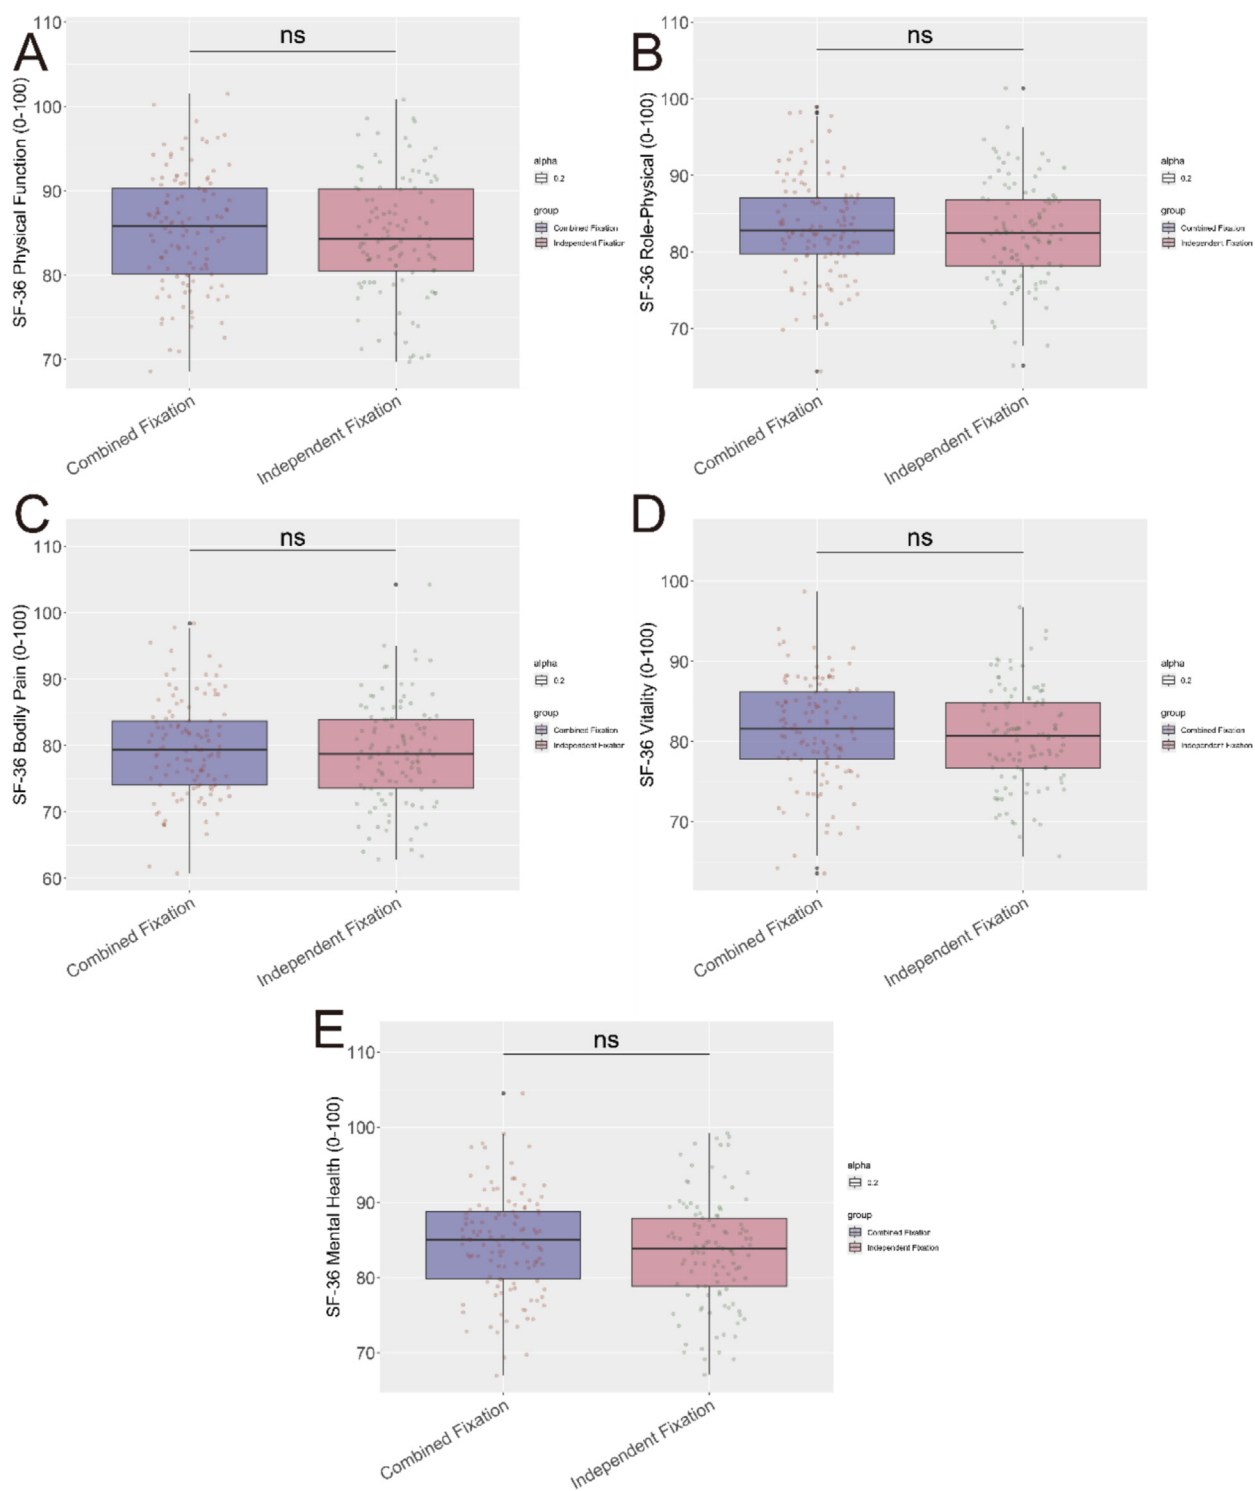 A
SF-36 Physical Function (0-100)
110
100
90
80
70
ns
Combined Fixation
Independent Fixation
alpha
0.2
group
Combined Fixation
Independent Fixation
B
SF-36 Role-Physical (0-100)
110
100
90
80
70
ns
Combined Fixation
Independent Fixation
alpha
0.2
group
Combined Fixation
Independent Fixation
C
SF-36 Bodily Pain (0-100)
110
100
90
80
70
60
ns
Combined Fixation
Independent Fixation
alpha
0.2
group
Combined Fixation
Independent Fixation
D
SF-36 Vitality (0-100)
100
90
80
70
ns
Combined Fixation
Independent Fixation
alpha
0.2
group
Combined Fixation
Independent Fixation
E
SF-36 Mental Health (0-100)
110
100
90
80
70
ns
Combined Fixation
Independent Fixation
alpha
0.2
group
Combined Fixation
Independent Fixation